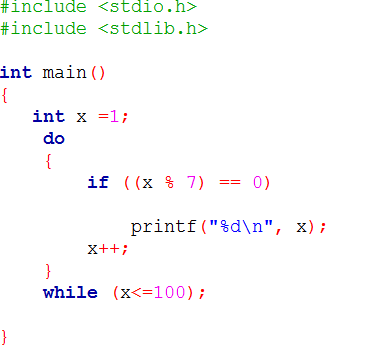 #include <stdio.h>
#include <stdlib.h>
int main()
{
int x =1;
do
{
if ((x % 7) == 0)
printf("%d\n", x);
x++;
}
while (x<=100);
}